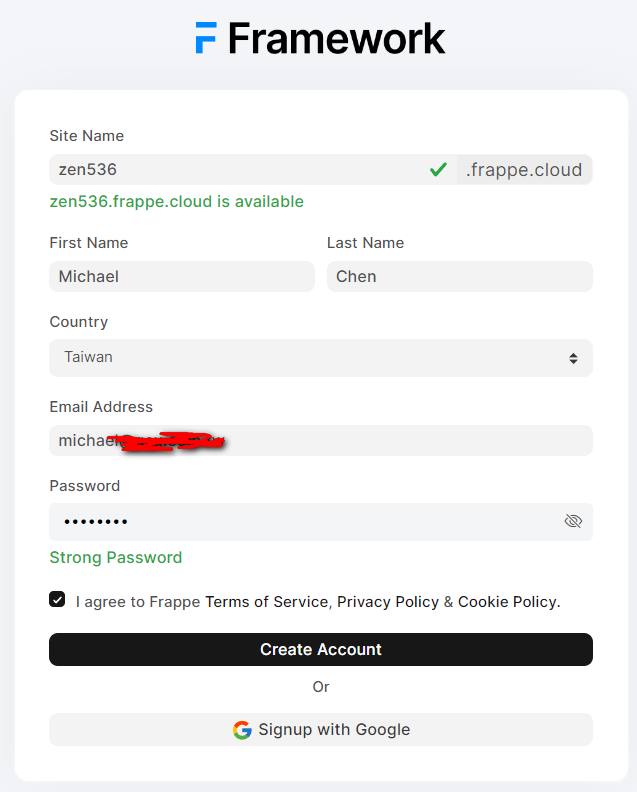 Framework
Site Name
zen536 .frappe.cloud
zen536.frappe.cloud is available
First Name Last Name
Michael Chen
Country
Taiwan
Email Address
michael
Password
••••••••
Strong Password
I agree to Frappe Terms of Service, Privacy Policy & Cookie Policy.
Create Account
Or
Signup with Google